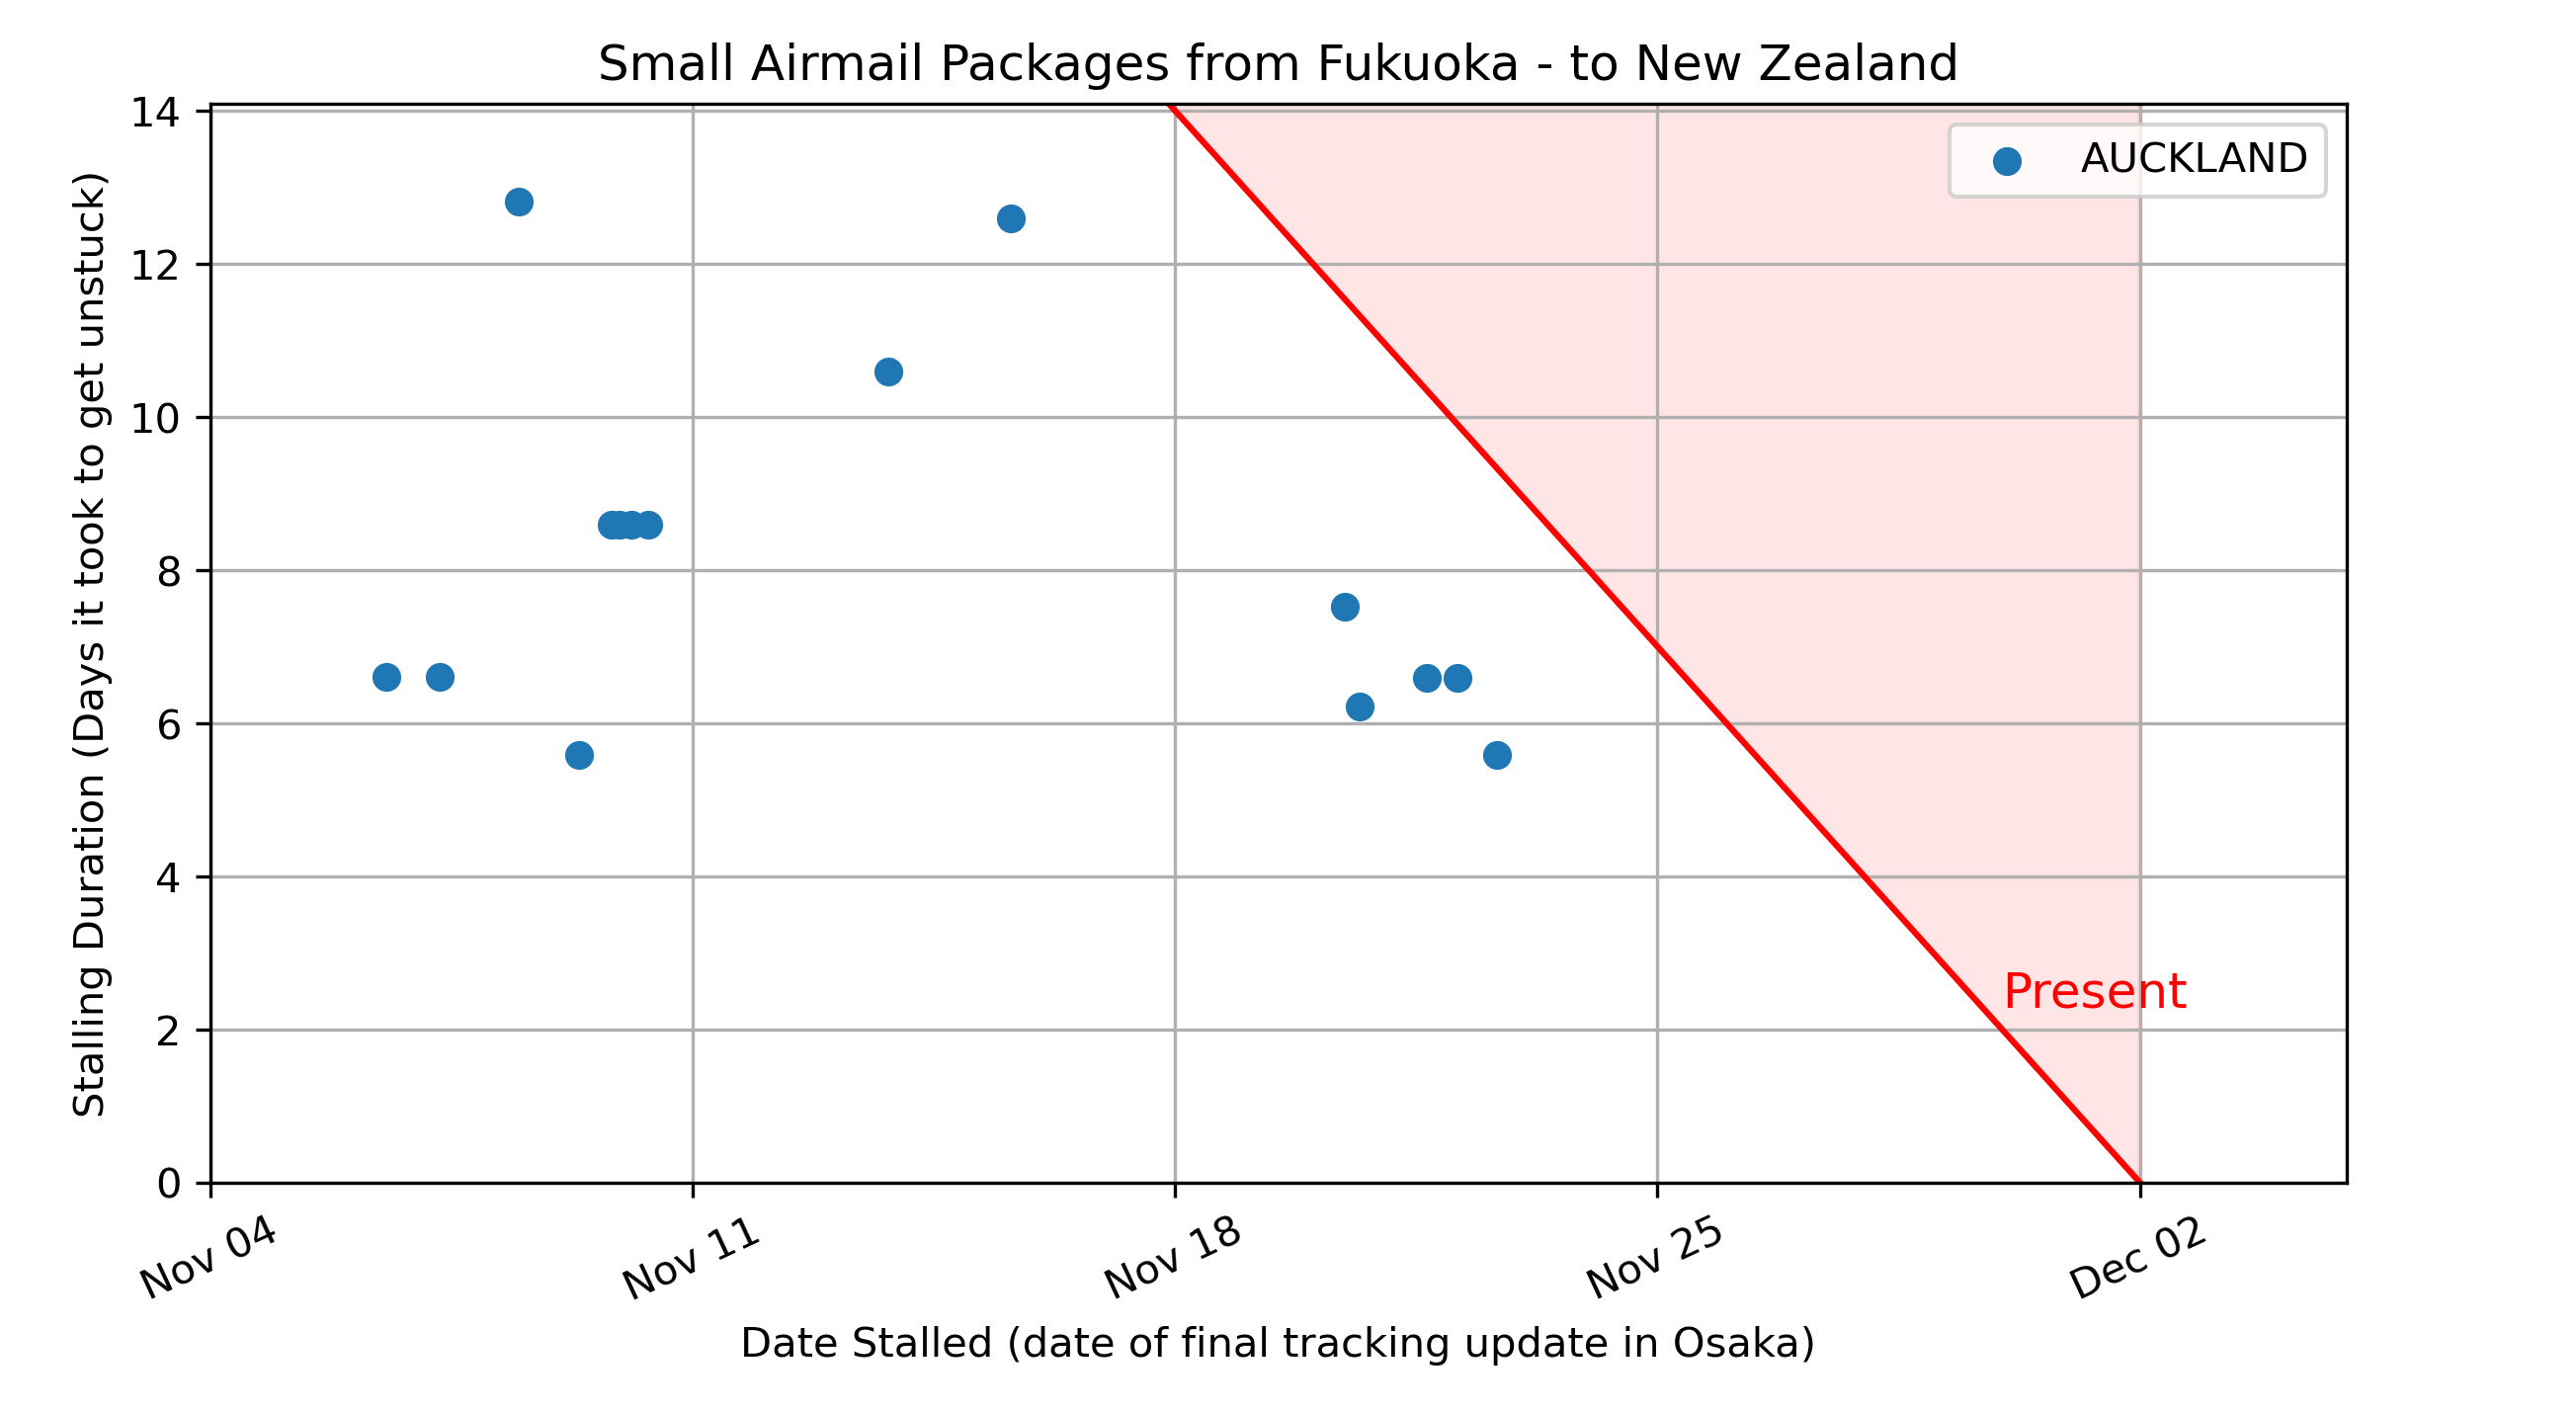 Small Airmail Packages from Fukuoka - to New Zealand
AUCKLAND
Stalling Duration (Days it took to get unstuck)
14
12
10
8
6
4
2
0
Present
Nov 04
Nov 11
Nov 18
Nov 25
Dec 02
Date Stalled (date of final tracking update in Osaka)